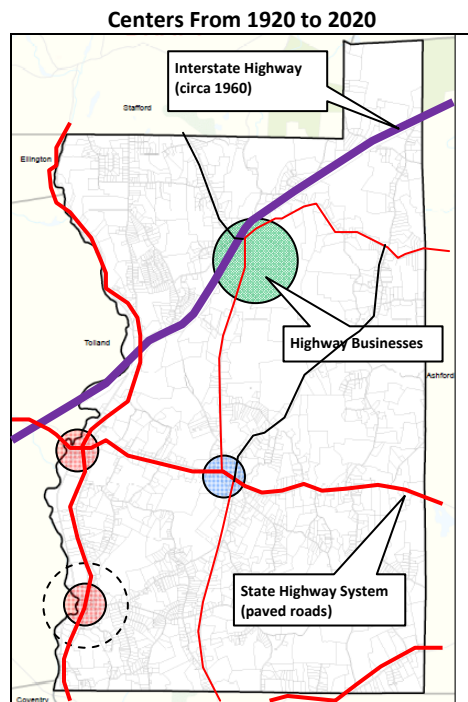 Centers From 1920 to 2020
Interstate Highway
(circa 1960)
Stafford
Ellington
Highway Businesses
Tolland
Ashford
State Highway System
(paved roads)
Coventry